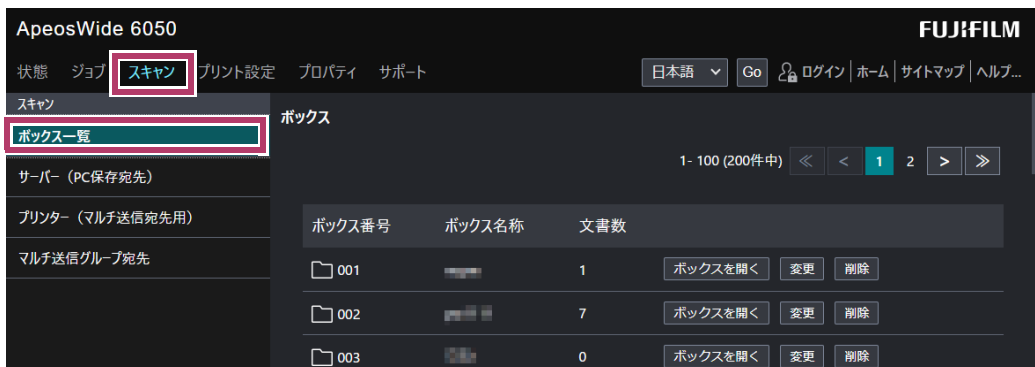 ApeosWide 6050
FUJIFILM
状態 ジョブ スキャン プリント設定 プロパティ サポート 日本語 Go ログイン ホーム サイトマップ ヘルプ...
スキャン
ボックス一覧
サーバー（PC保存宛先）
プリンター（マルチ送信宛先用）
マルチ送信グループ宛先
ボックス
1- 100 (200件中) ≪ < 1 2 > ≫
ボックス番号 ボックス名称 文書数
001 1 ボックスを開く 変更 削除
002 7 ボックスを開く 変更 削除
003 0 ボックスを開く 変更 削除